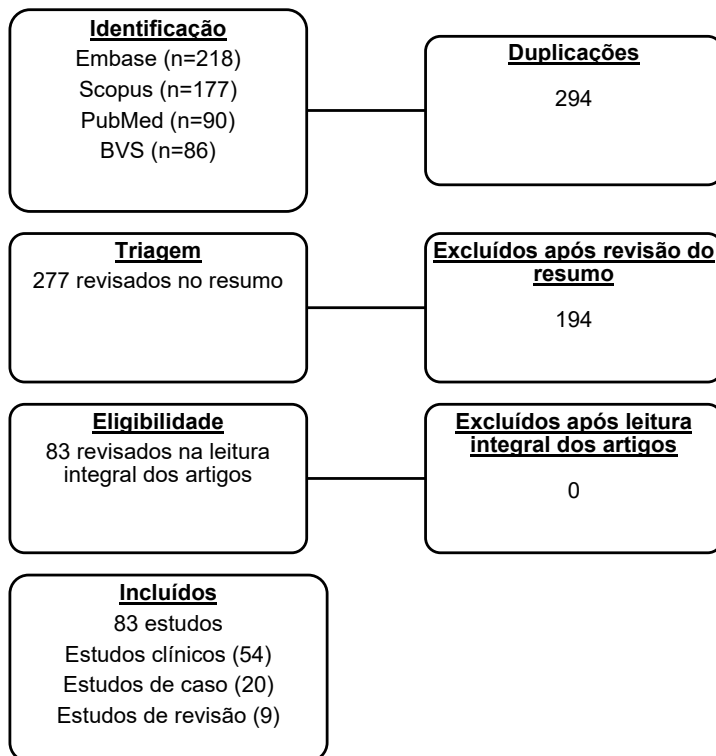 Identificação
Embase (n=218)
Scopus (n=177)
PubMed (n=90)
BVS (n=86)
Duplicações
294
Triagem
277 revisados no resumo
Excluídos após revisão do
resumo
194
Eligibilidade
83 revisados na leitura
integral dos artigos
Excluídos após leitura
integral dos artigos
0
Incluídos
83 estudos
Estudos clínicos (54)
Estudos de caso (20)
Estudos de revisão (9)